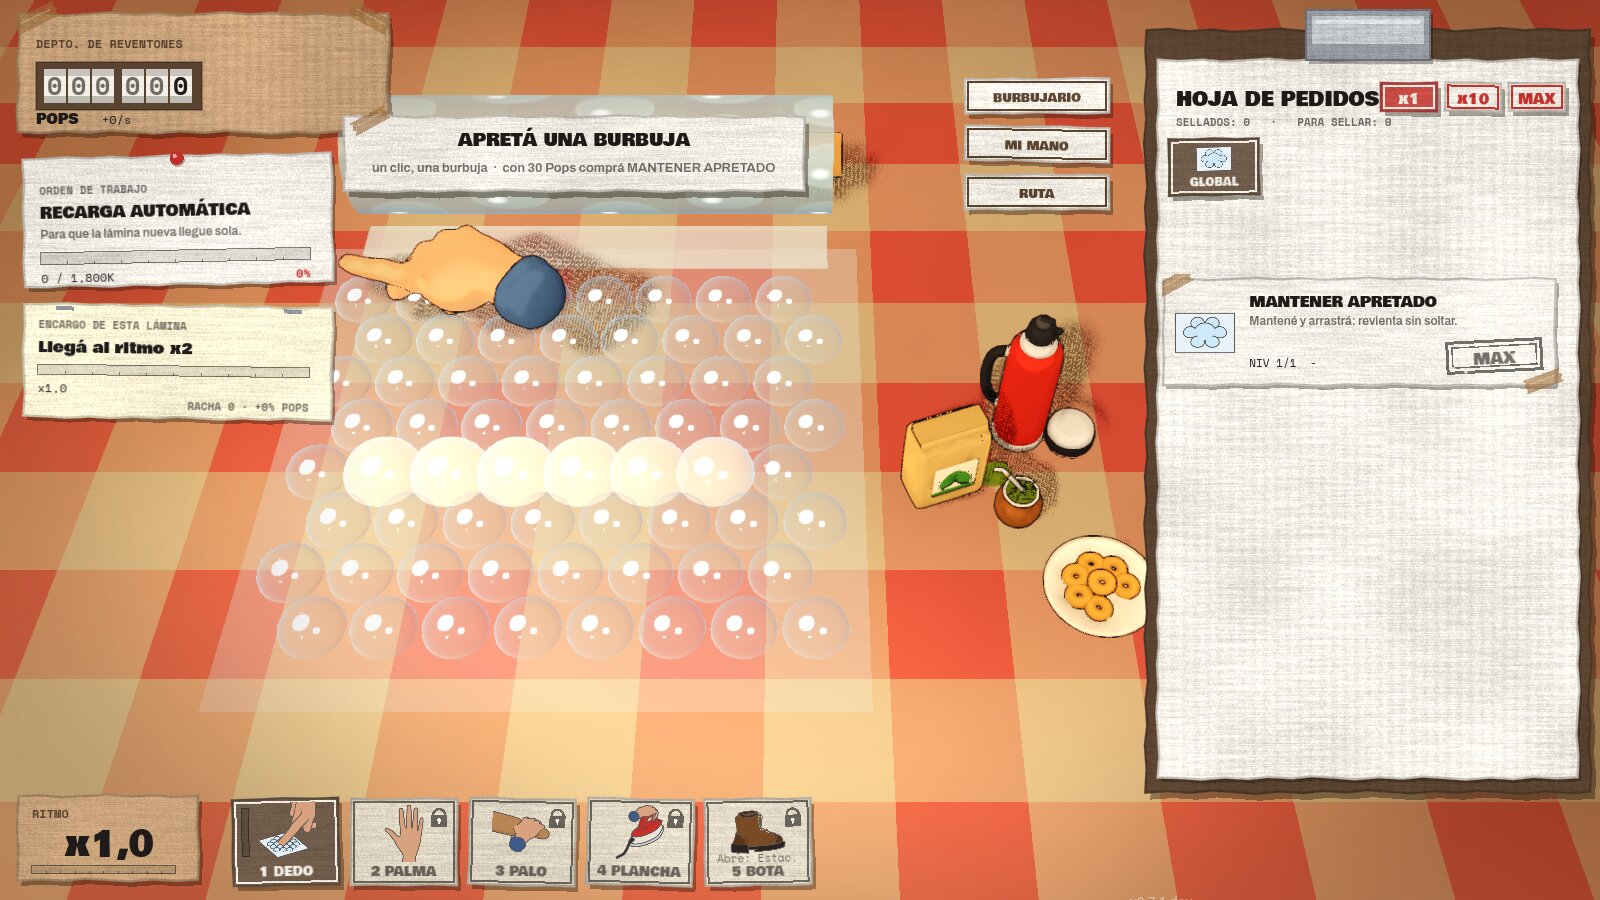 DEPTO. DE REVENTONES
000 000
POPS +0/s
ORDEN DE TRABAJO
RECARGA AUTOMÁTICA
Para que la lámina nueva llegue sola.
0 / 1.800K 0%
ENCARGO DE ESTA LÁMINA
Llegá al ritmo x2
x1.0
RACHA 0 · +0% POPS
APRETÁ UNA BURBUJA
un clic, una burbuja · con 30 Pops comprá MANTENER APRETADO
BURBUJARIO
MI MANO
RUTA
HOJA DE PEDIDOS
x1 x10 MAX
SELLADOS: 0 · PARA SELLAR: 0
GLOBAL
MANTENER APRETADO
Mantené y arrastrá: revienta sin soltar.
NIV 1/1 -
MAX
RITMO
x1,0
1 DEDO
2 PALMA
3 PALO
4 PLANCHA
Abre: Estac.
5 BOTA